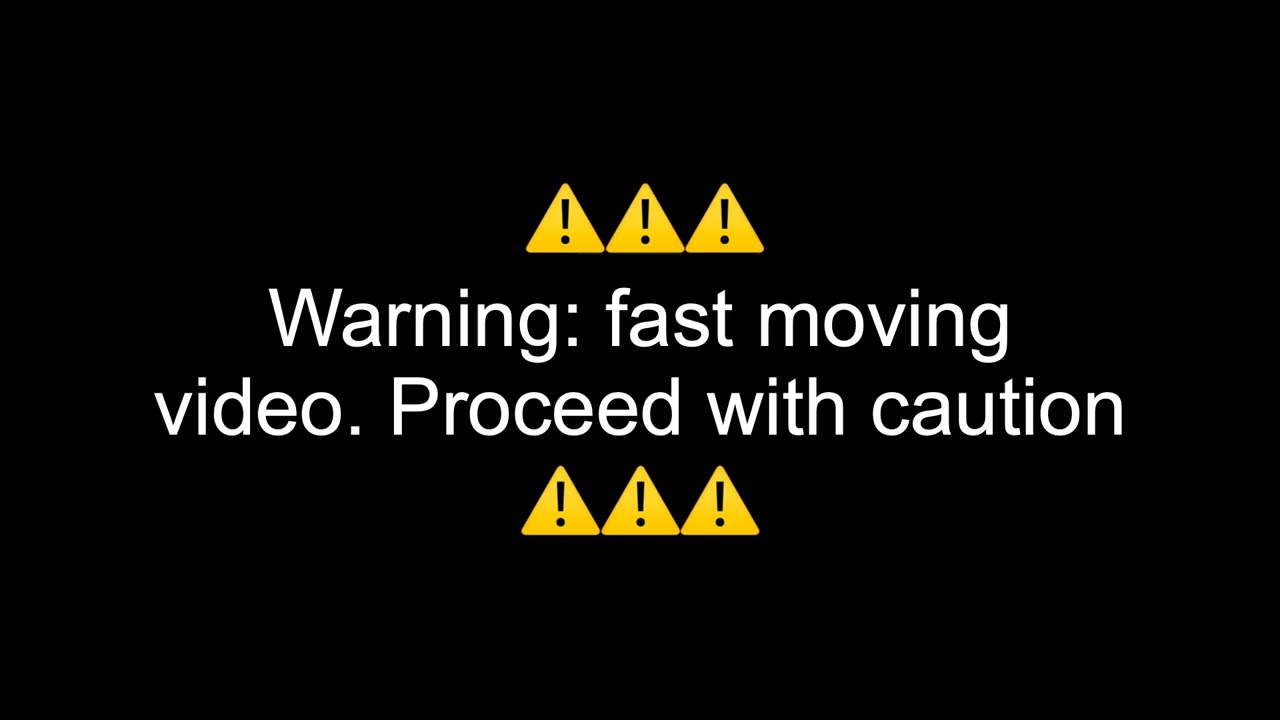 ⚠️⚠️⚠️
Warning: fast moving
video. Proceed with caution
⚠️⚠️⚠️